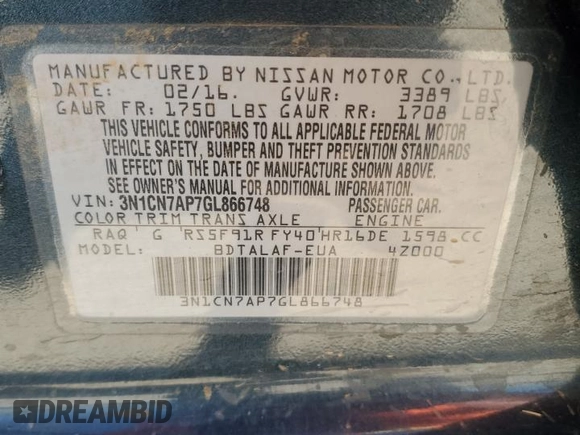 MANUFACTURED BY NISSAN MOTOR CO., LTD.
DATE: 02/16. GVWR: 3389 LBS,
GAWR FR: 1750 LBS GAWR RR: 1708 LBS
THIS VEHICLE CONFORMS TO ALL APPLICABLE FEDERAL MOTOR
VEHICLE SAFETY, BUMPER AND THEFT PREVENTION STANDARDS
IN EFFECT ON THE DATE OF MANUFACTURE SHOWN ABOVE.
SEE OWNER'S MANUAL FOR ADDITIONAL INFORMATION.
VIN: 3N1CN7AP7GL866748 PASSENGER CAR.
COLOR TRIM TRANS AXLE ENGINE
RAQ G RS5F91R FY40 HR16DE 1598 CC
MODEL: BDTALAF-EUA 4Z000
3N1CN7AP7GL866748
DREAMBID